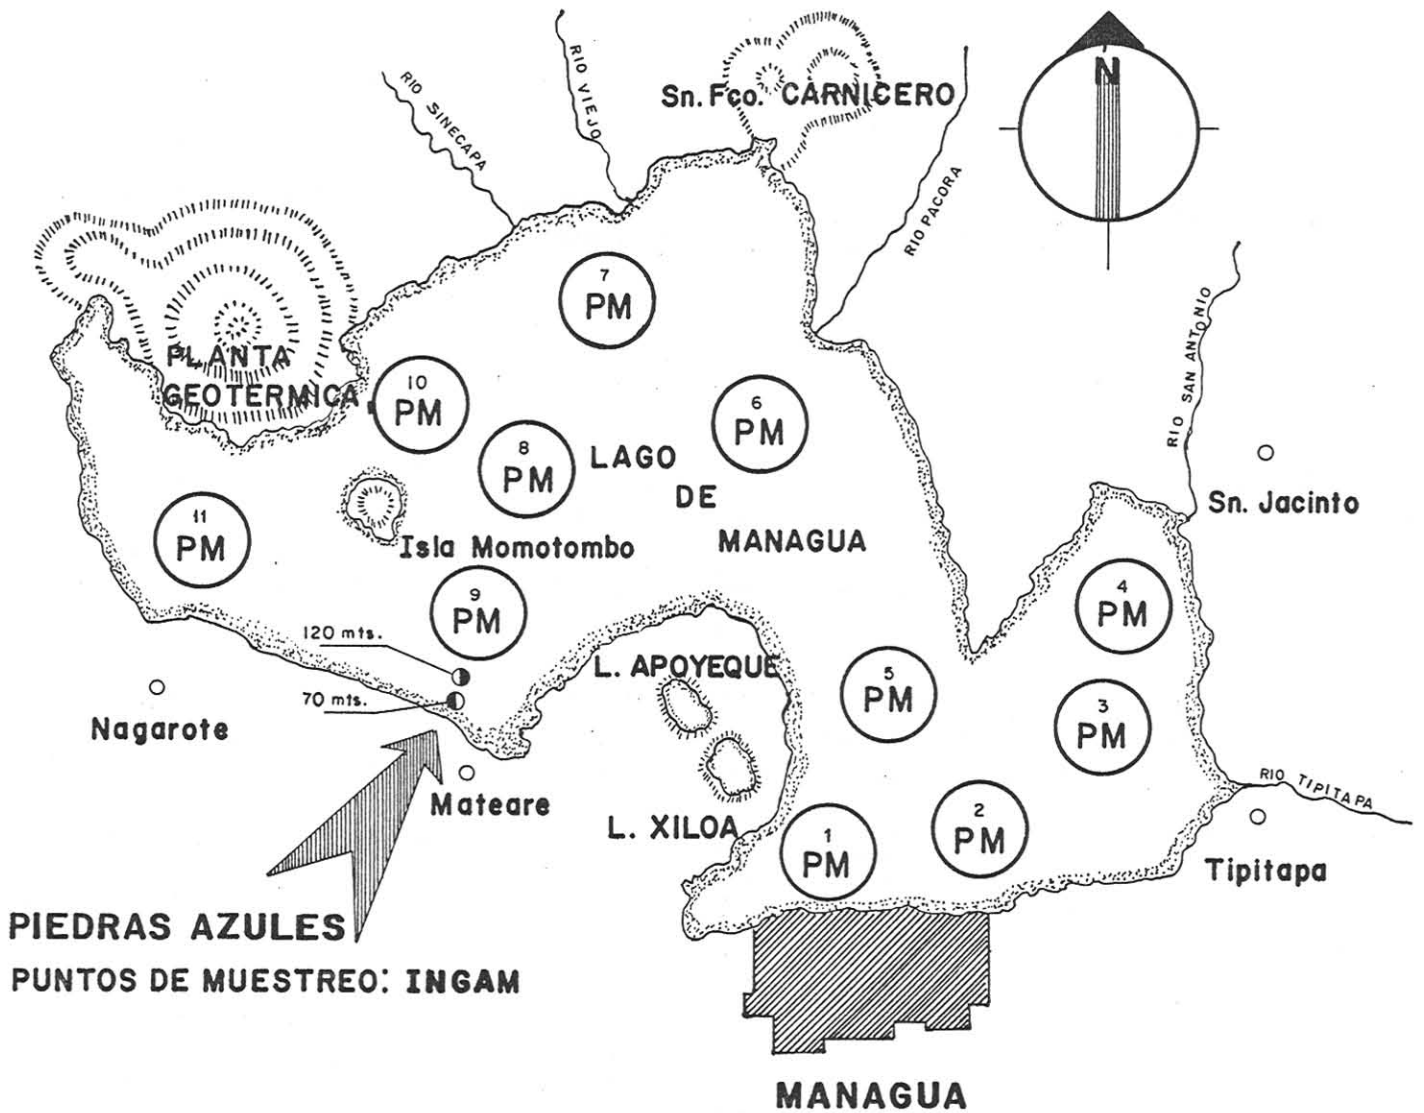 RIO SINECAPA
RIO VIEJO
Sn. Fco. CARNICERO
N
RIO PACORA
RIO SAN ANTONIO
7
PM
PLANTA
GEOTERMICA
10
PM
6
PM
8
PM
LAGO
DE
MANAGUA
Sn. Jacinto
11
PM
Isla Momotombo
9
PM
4
PM
120 mts.
70 mts.
L. APOYEQUE
5
PM
3
PM
Nagarote
Mateare
L. XILOA
1
PM
2
PM
RIO TIPITAPA
Tipitapa
PIEDRAS AZULES
PUNTOS DE MUESTREO: INGAM
MANAGUA